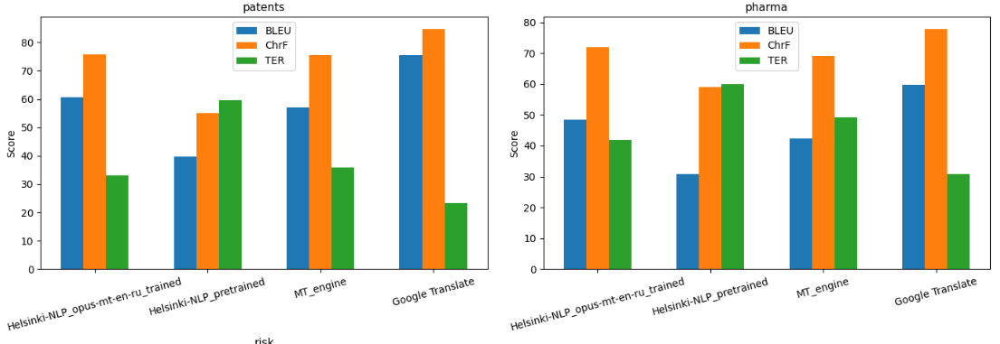 patents
BLEU
ChrF
TER
Score
80
70
60
50
40
30
20
10
0
Helsinki-NLP_opus-mt-en-ru_trained
Helsinki-NLP_pretrained
MT_engine
Google Translate
pharma
BLEU
ChrF
TER
Score
80
70
60
50
40
30
20
10
0
Helsinki-NLP_opus-mt-en-ru_trained
Helsinki-NLP_pretrained
MT_engine
Google Translate
risk